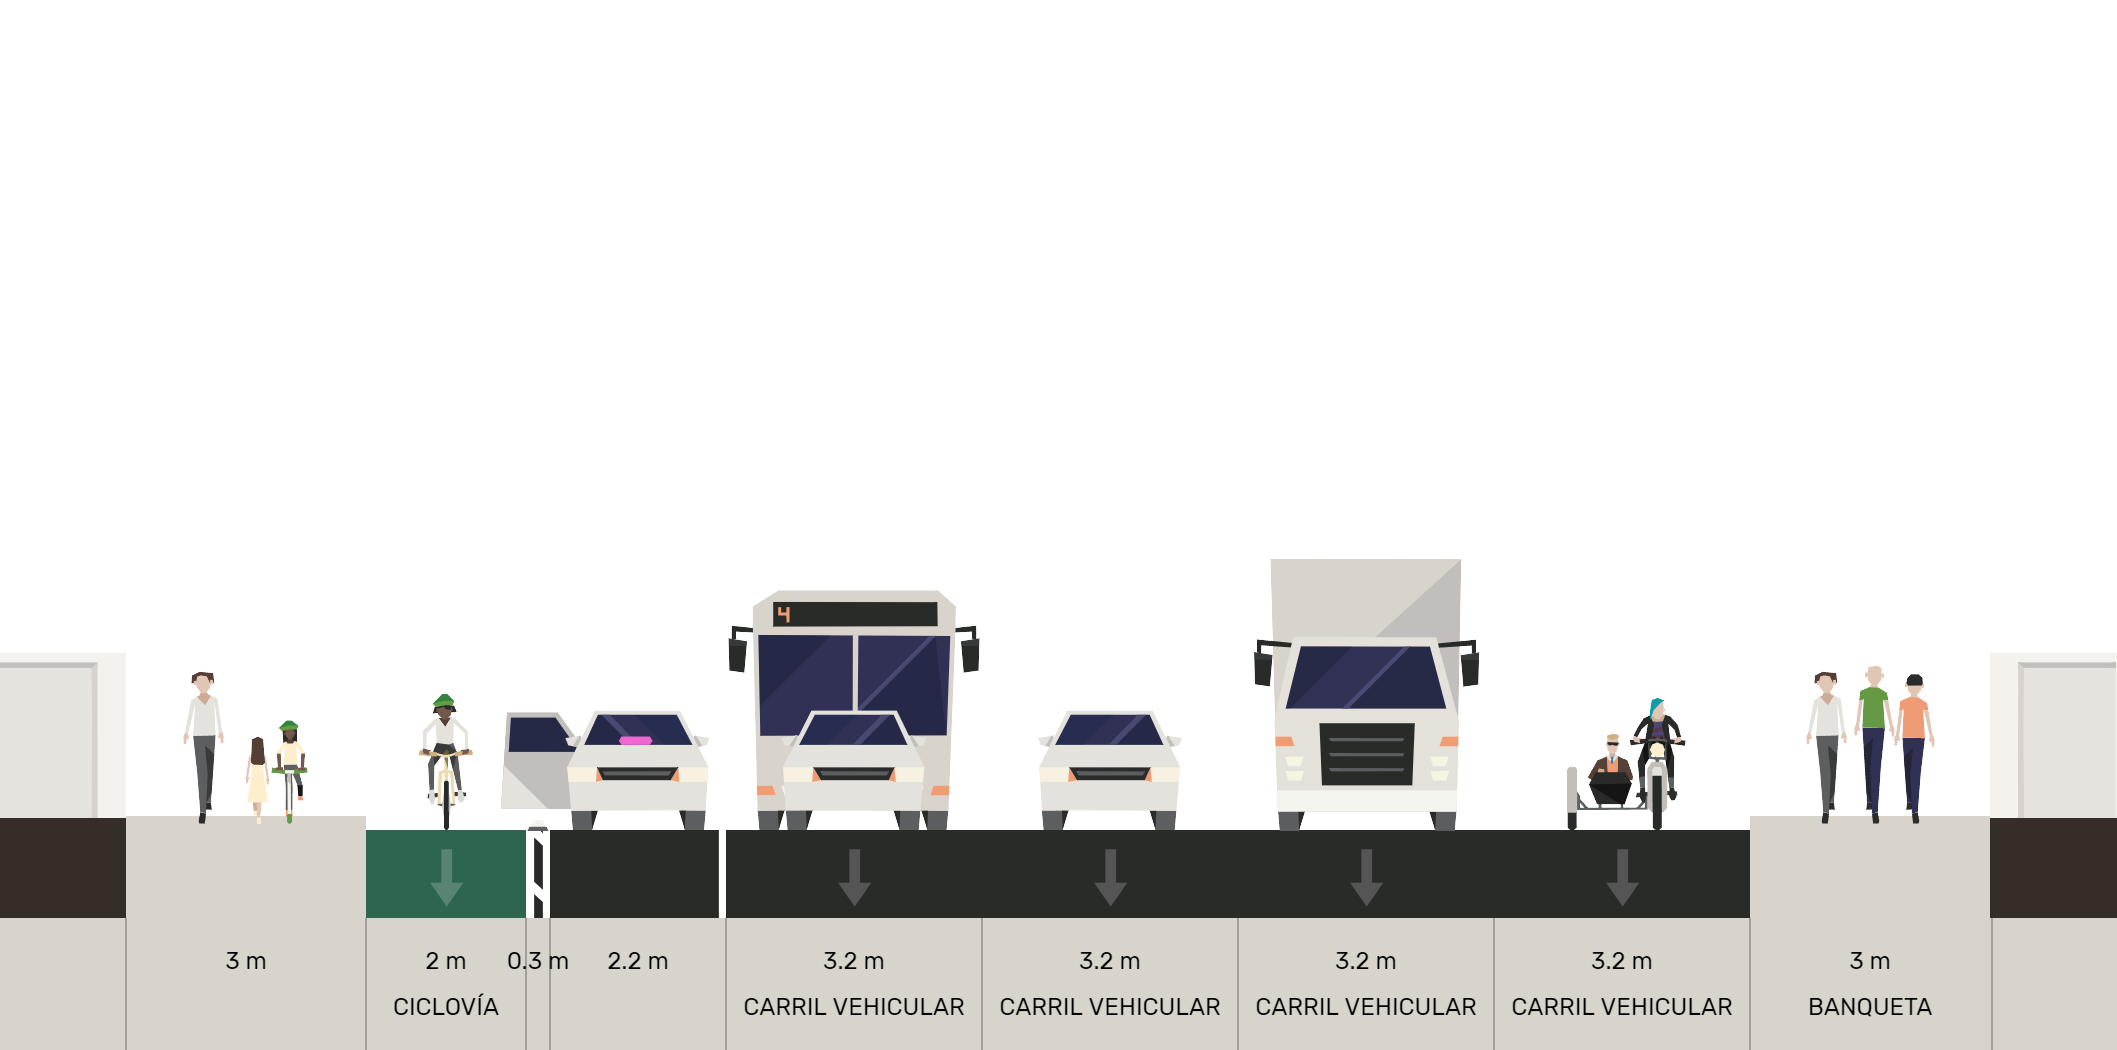 4
3 m
2 m
0.3 m
2.2 m
3.2 m
3.2 m
3.2 m
3.2 m
3 m
CICLOVÍA
CARRIL VEHICULAR
CARRIL VEHICULAR
CARRIL VEHICULAR
CARRIL VEHICULAR
BANQUETA